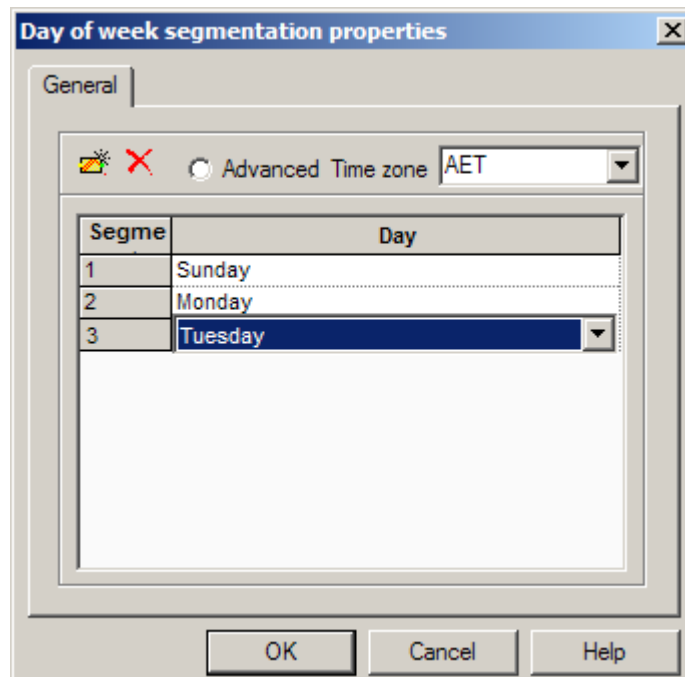 Day of week segmentation properties
General
Advanced Time zone AET
Segme Day
1 Sunday
2 Monday
3 Tuesday
OK Cancel Help